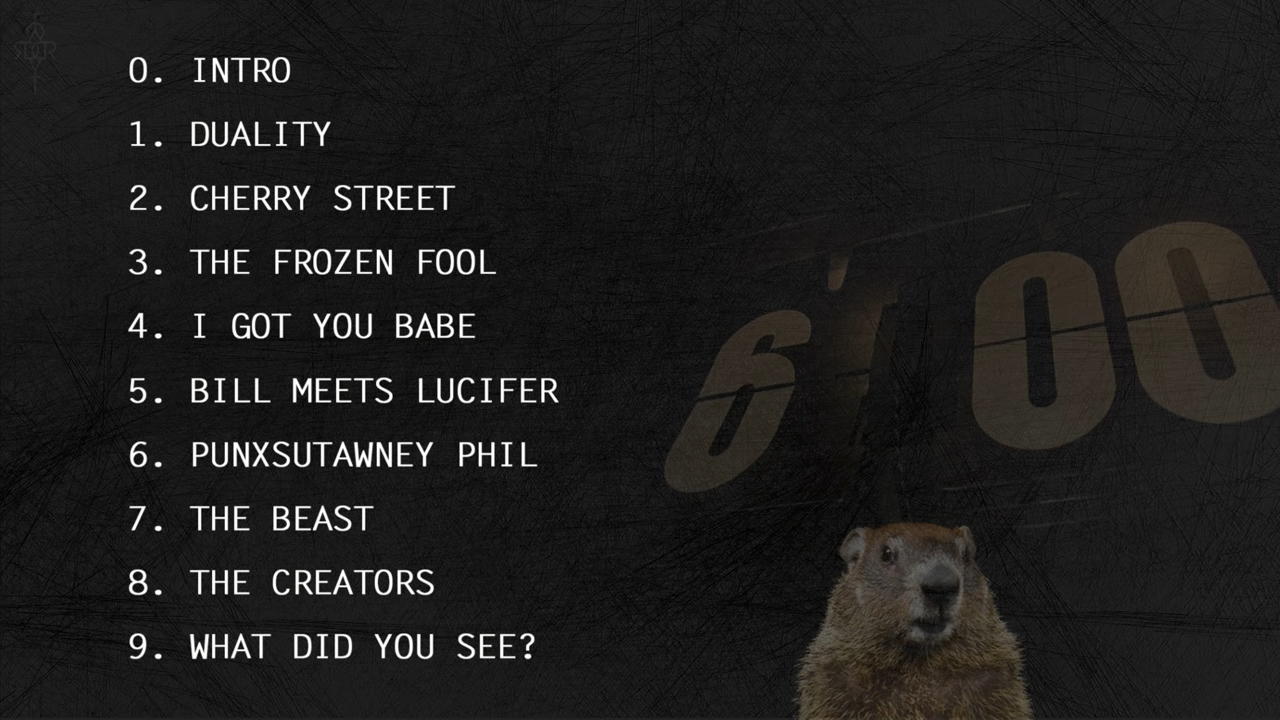 0. INTRO
1. DUALITY
2. CHERRY STREET
3. THE FROZEN FOOL
4. I GOT YOU BABE
5. BILL MEETS LUCIFER
6. PUNXSUTAWNEY PHIL
7. THE BEAST
8. THE CREATORS
9. WHAT DID YOU SEE?
6 00